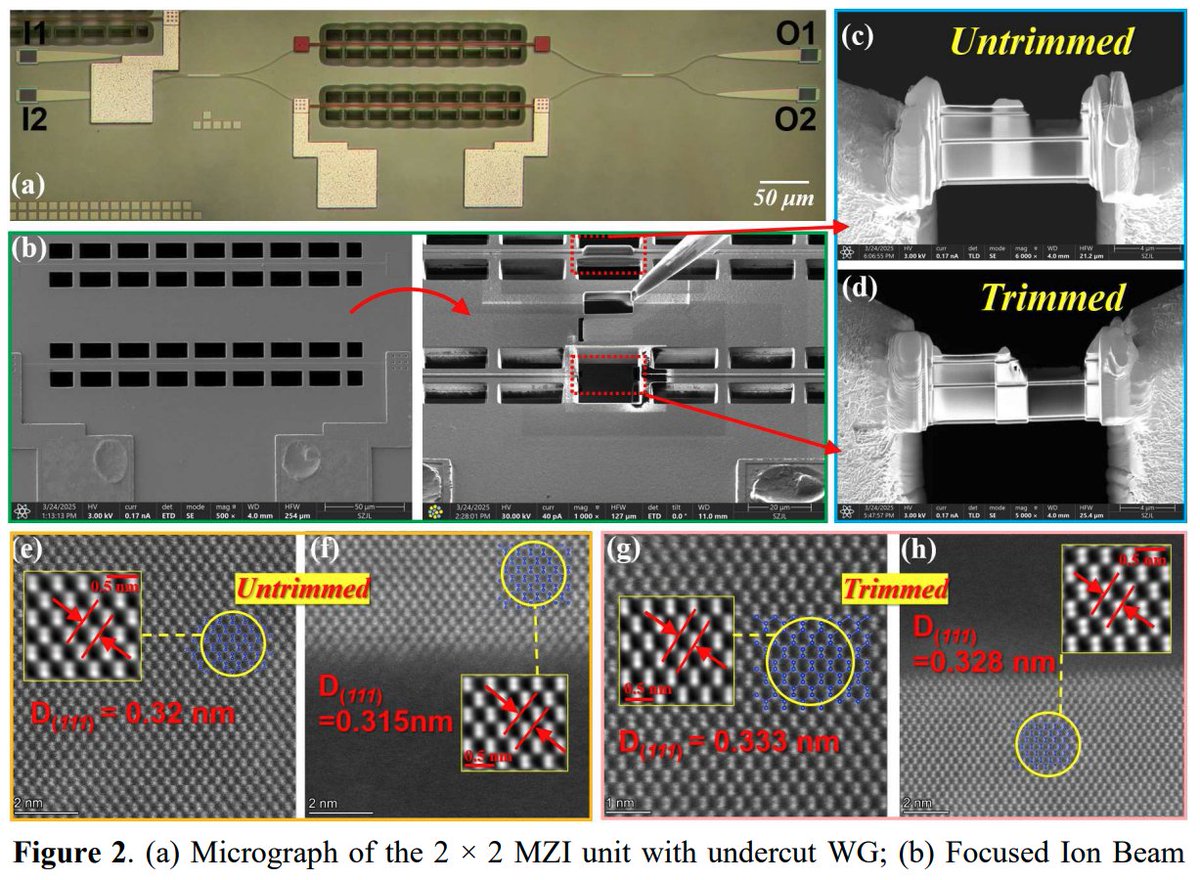 I1
I2
O1
O2
(a)
50 μm
(b)
3/24/2025 HV curr det mode mag WD HFW 50 μm
1:13:13 PM 3.00 kV 0.17 nA ETD SE 500 × 4.0 mm 254 μm SZJL
3/24/2025 HV curr det mode mag WD HFW tilt 20 μm
2:28:01 PM 30.00 kV 40 pA ETD SE 1 000 × 11.0 mm 127 μm 0.0 ° SZJL
(c)
Untrimmed
3/24/2025 HV curr det mode mag WD HFW 4 μm
6:06:55 PM 3.00 kV 0.17 nA TLD SE 6 000 × 4.0 mm 21.2 μm SZJL
(d)
Trimmed
3/24/2025 HV curr det mode mag WD HFW 4 μm
5:47:57 PM 3.00 kV 0.17 nA TLD SE 5 000 × 4.0 mm 25.4 μm SZJL
(e)
0.5 nm
Untrimmed
D(111) = 0.32 nm
2 nm
(f)
D(111)
=0.315nm
0.5 nm
2 nm
(g)
0.5 nm
Trimmed
D(111) = 0.333 nm
1 nm
(h)
0.5 nm
D(111)
=0.328 nm
2 nm
Figure 2. (a) Micrograph of the 2 × 2 MZI unit with undercut WG; (b) Focused Ion Beam